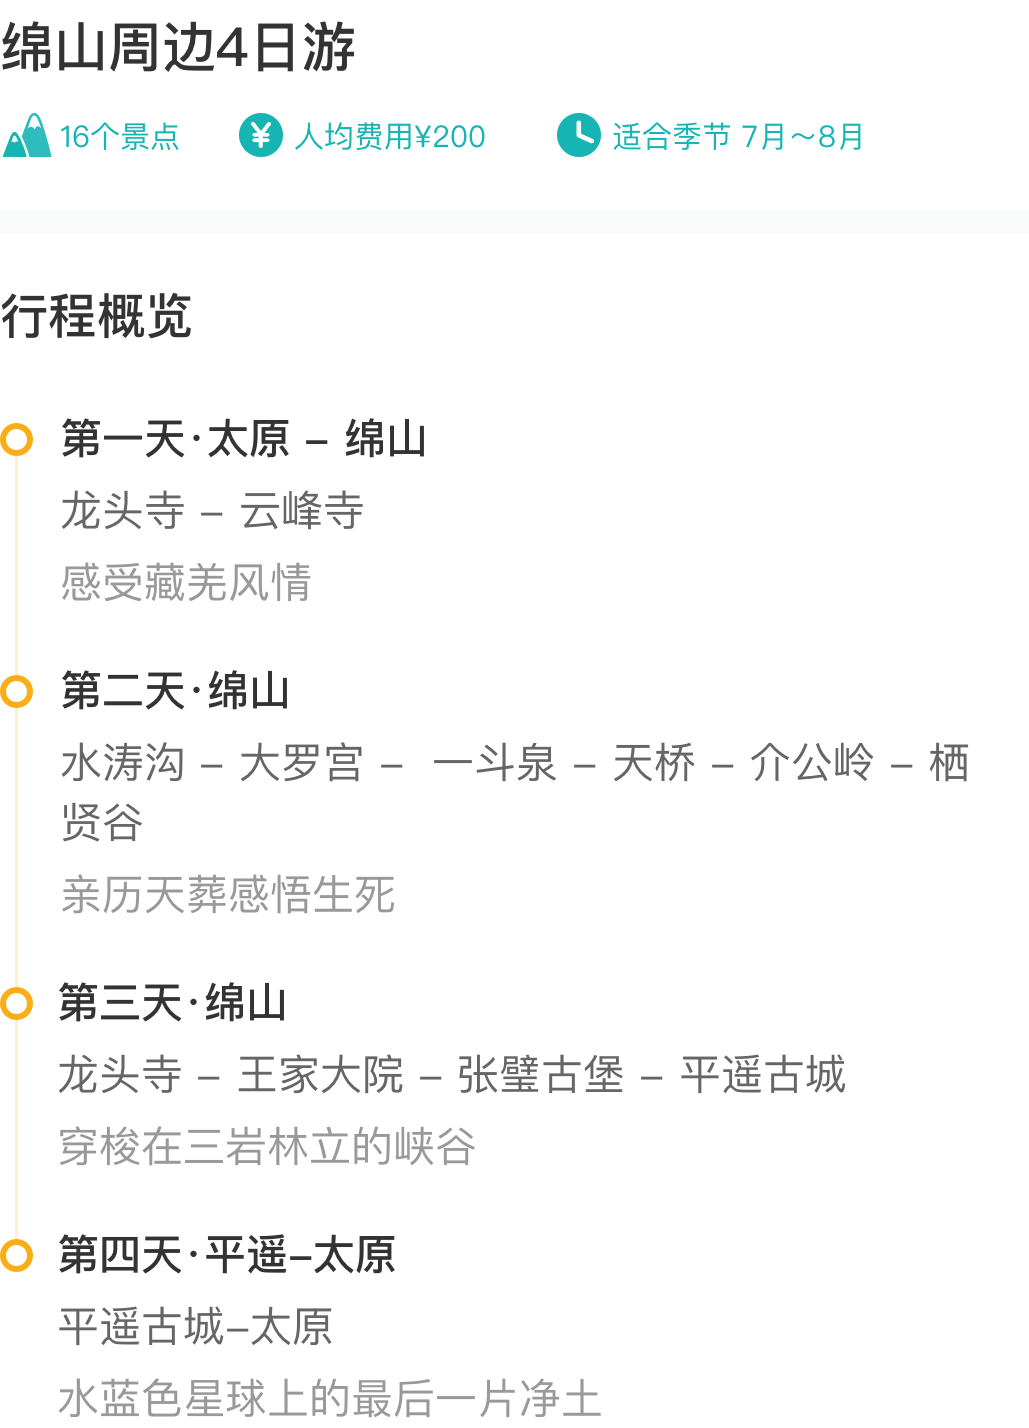 绵山周边4日游
16个景点 人均费用¥200 适合季节 7月～8月
行程概览
第一天·太原 – 绵山
龙头寺 – 云峰寺
感受藏羌风情
第二天·绵山
水涛沟 – 大罗宫 – 一斗泉 – 天桥 – 介公岭 – 栖
贤谷
亲历天葬感悟生死
第三天·绵山
龙头寺 – 王家大院 – 张璧古堡 – 平遥古城
穿梭在三岩林立的峡谷
第四天·平遥–太原
平遥古城–太原
水蓝色星球上的最后一片净土